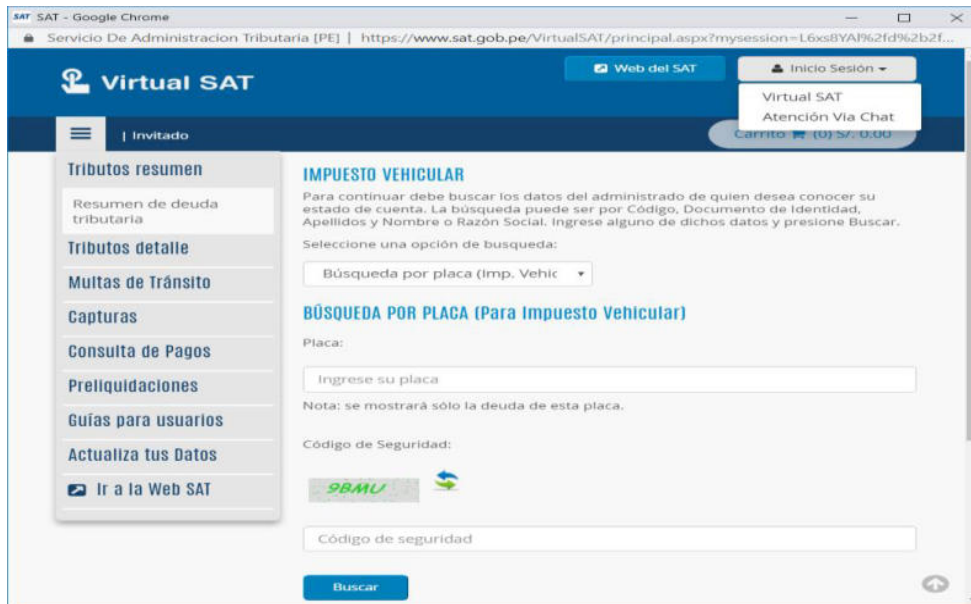 SAT SAT - Google Chrome
Servicio De Administracion Tributaria [PE] | https://www.sat.gob.pe/VirtualSAT/principal.aspx?mysession=L6xs8YAl%2fd%2b2f...
Virtual SAT
Web del SAT
Inicio Sesión
Virtual SAT
Atención Via Chat
| Invitado
Carrito (0) S/. 0.00
Tributos resumen
Resumen de deuda
tributaria
Tributos detalle
Multas de Tránsito
Capturas
Consulta de Pagos
Preliquidaciones
Guías para usuarios
Actualiza tus Datos
Ir a la Web SAT
IMPUESTO VEHICULAR
Para continuar debe buscar los datos del administrado de quien desea conocer su
estado de cuenta. La búsqueda puede ser por Código, Documento de Identidad,
Apellidos y Nombre o Razón Social. Ingrese alguno de dichos datos y presione Buscar.
Seleccione una opción de busqueda:
Búsqueda por placa (Imp. Vehic
BÚSQUEDA POR PLACA (Para Impuesto Vehicular)
Placa:
Ingrese su placa
Nota: se mostrará sólo la deuda de esta placa.
Código de Seguridad:
9BMU
Código de seguridad
Buscar